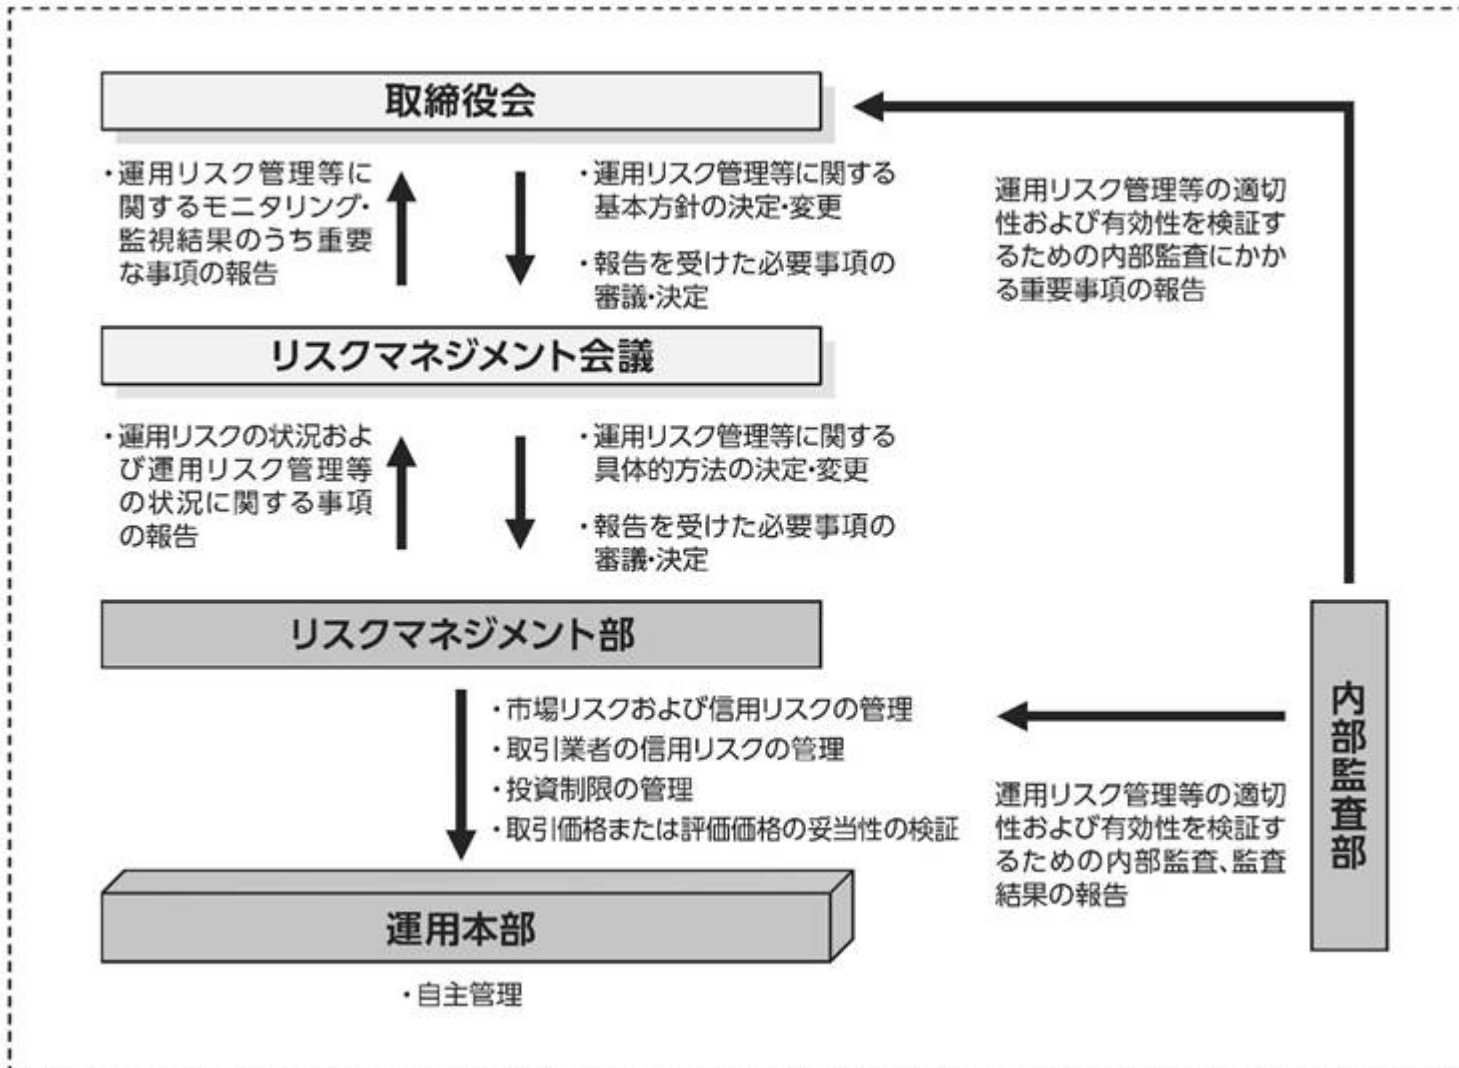 取締役会
・運用リスク管理等に
関するモニタリング・
監視結果のうち重要
な事項の報告
・運用リスク管理等に関する
基本方針の決定・変更
・報告を受けた必要事項の
審議・決定
運用リスク管理等の適切
性および有効性を検証す
るための内部監査にかか
る重要事項の報告
リスクマネジメント会議
・運用リスクの状況およ
び運用リスク管理等
の状況に関する事項
の報告
・運用リスク管理等に関する
具体的方法の決定・変更
・報告を受けた必要事項の
審議・決定
リスクマネジメント部
・市場リスクおよび信用リスクの管理
・取引業者の信用リスクの管理
・投資制限の管理
・取引価格または評価価格の妥当性の検証
運用リスク管理等の適切
性および有効性を検証す
るための内部監査、監査
結果の報告
内部監査部
運用本部
・自主管理